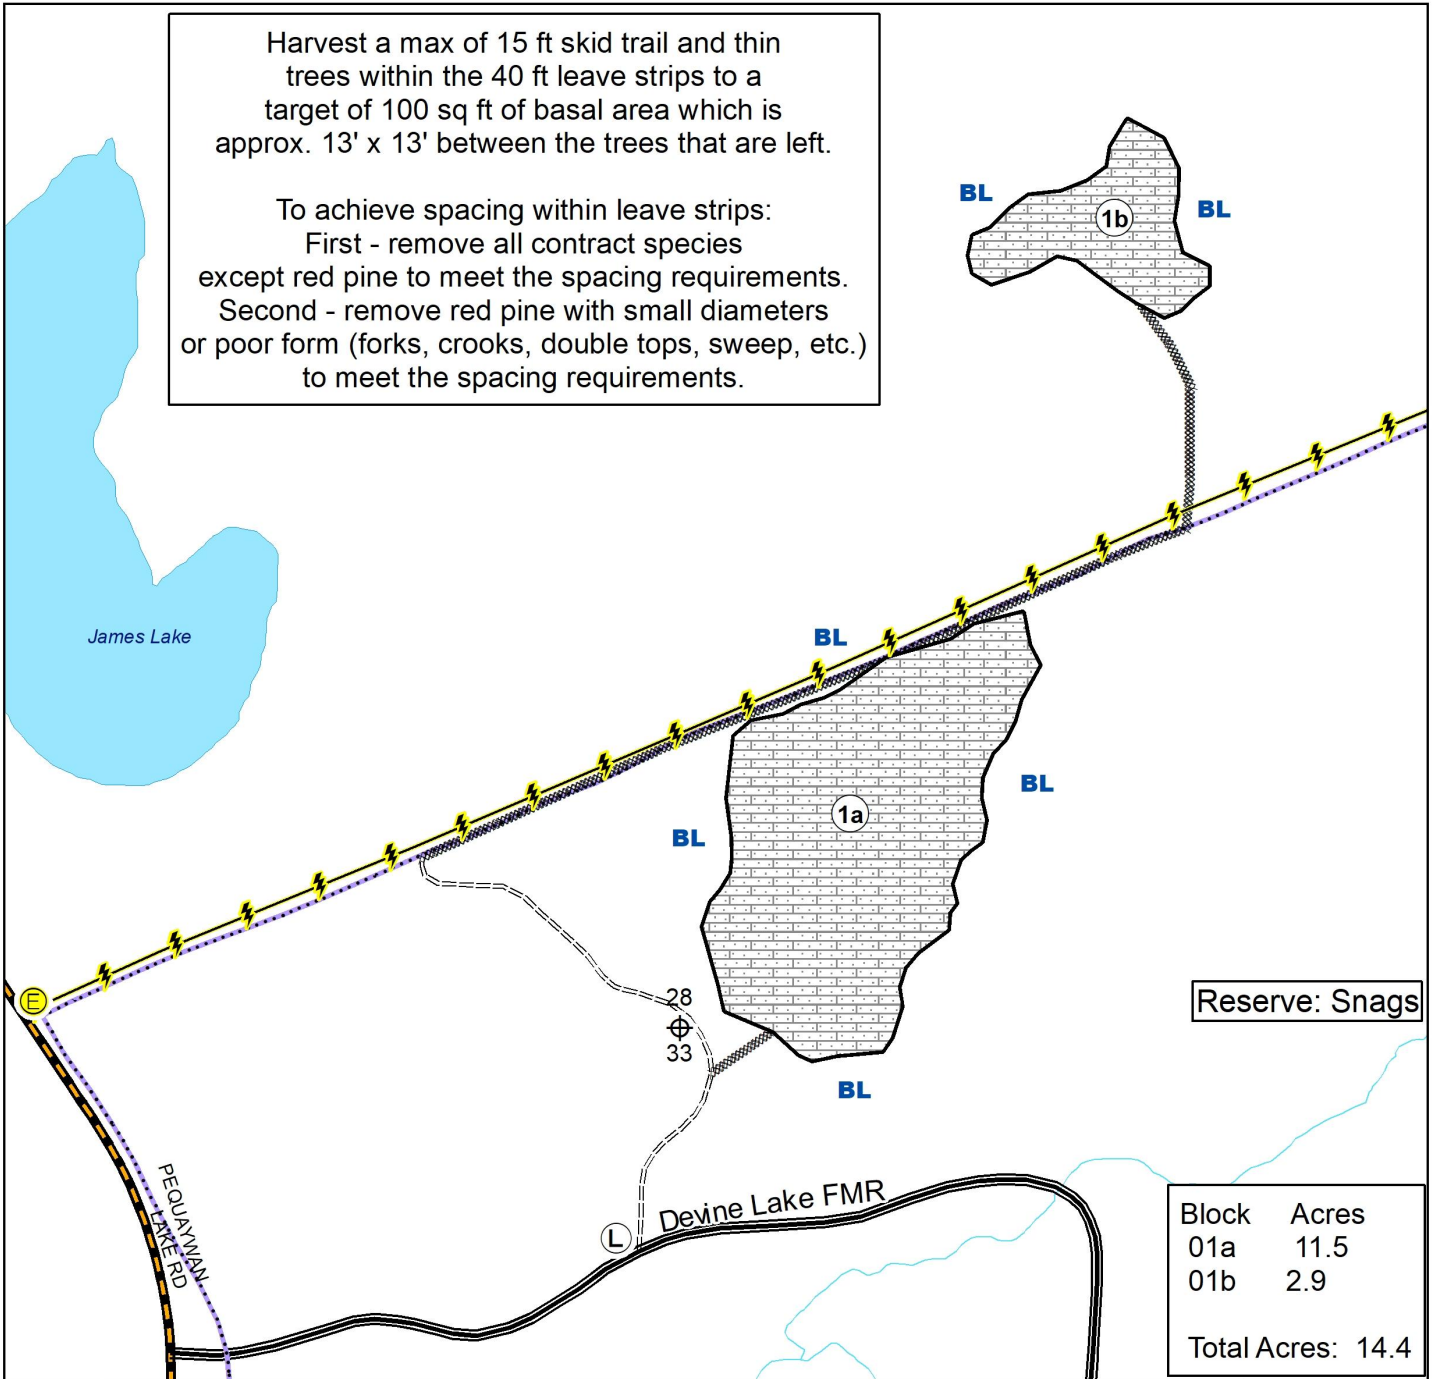 Harvest a max of 15 ft skid trail and thin
trees within the 40 ft leave strips to a
target of 100 sq ft of basal area which is
approx. 13' x 13' between the trees that are left.
To achieve spacing within leave strips:
First - remove all contract species
except red pine to meet the spacing requirements.
Second - remove red pine with small diameters
or poor form (forks, crooks, double tops, sweep, etc.)
to meet the spacing requirements.
BL
BL
1b
James Lake
BL
BL
1a
BL
E
28
33
Reserve: Snags
BL
PEQUAYWAN
LAKE RD
L
Devine Lake FMR
Block Acres
01a 11.5
01b 2.9
Total Acres: 14.4